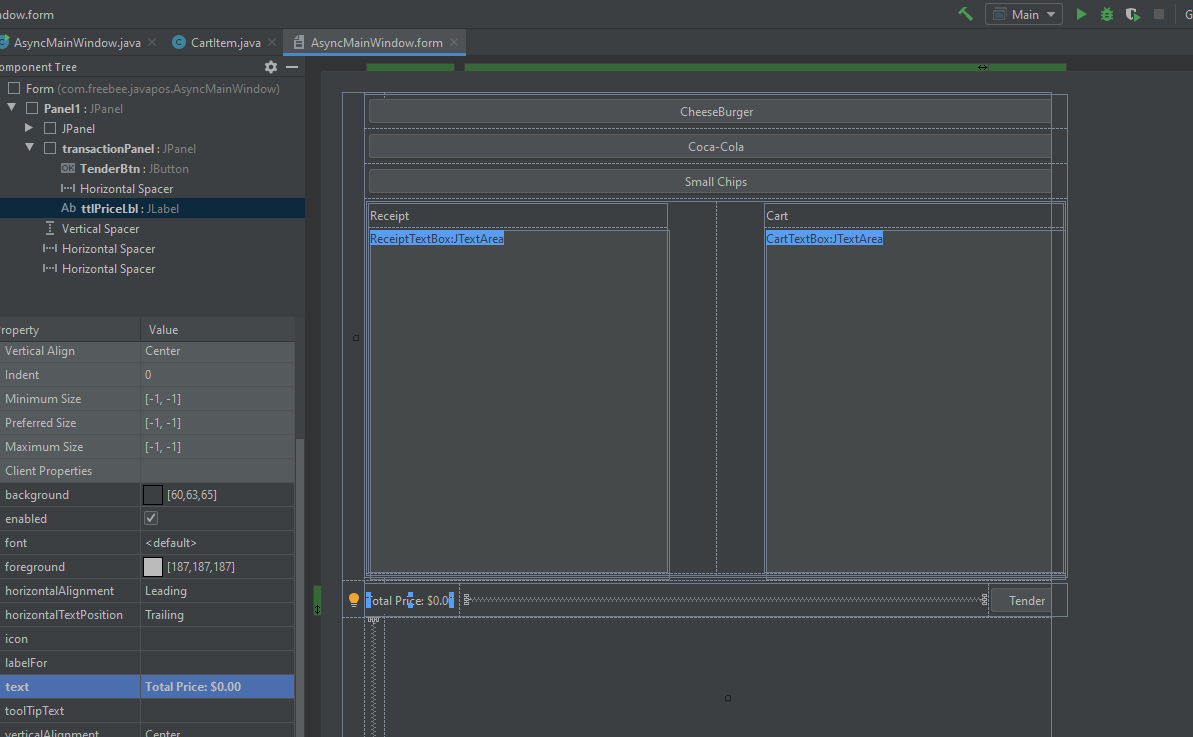 ndow.form
Main
G
AsyncMainWindow.java
CartItem.java
AsyncMainWindow.form
omponent Tree
Form (com.freebee.javapos.AsyncMainWindow)
Panel1 : JPanel
JPanel
transactionPanel : JPanel
OK TenderBtn : JButton
Horizontal Spacer
Ab ttlPriceLbl : JLabel
Vertical Spacer
Horizontal Spacer
Horizontal Spacer
roperty Value
Vertical Align Center
Indent 0
Minimum Size [-1, -1]
Preferred Size [-1, -1]
Maximum Size [-1, -1]
Client Properties
background [60,63,65]
enabled
font <default>
foreground [187,187,187]
horizontalAlignment Leading
horizontalTextPosition Trailing
icon
labelFor
text Total Price: $0.00
toolTipText
verticalAlignment Center
CheeseBurger
Coca-Cola
Small Chips
Receipt
ReceiptTextBox:JTextArea
Cart
CartTextBox:JTextArea
Total Price: $0.00
Tender